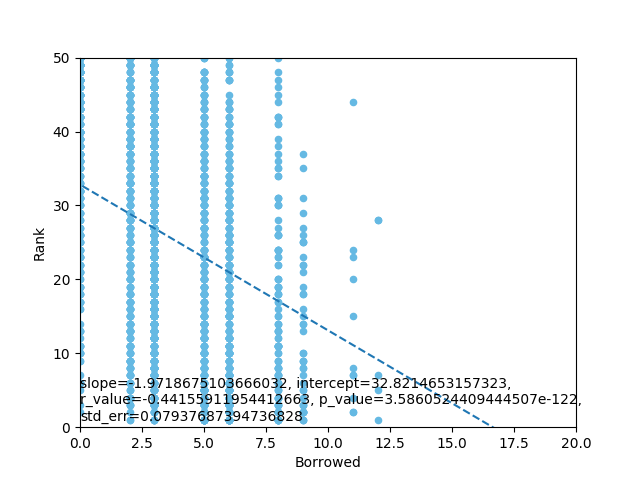 50
40
30
20
10
0
Rank
slope=-1.9718675103666032, intercept=32.8214653157323,
r_value=-0.44155911954412663, p_value=3.5860524409444507e-122,
std_err=0.07937687394736828
0.0 2.5 5.0 7.5 10.0 12.5 15.0 17.5 20.0
Borrowed